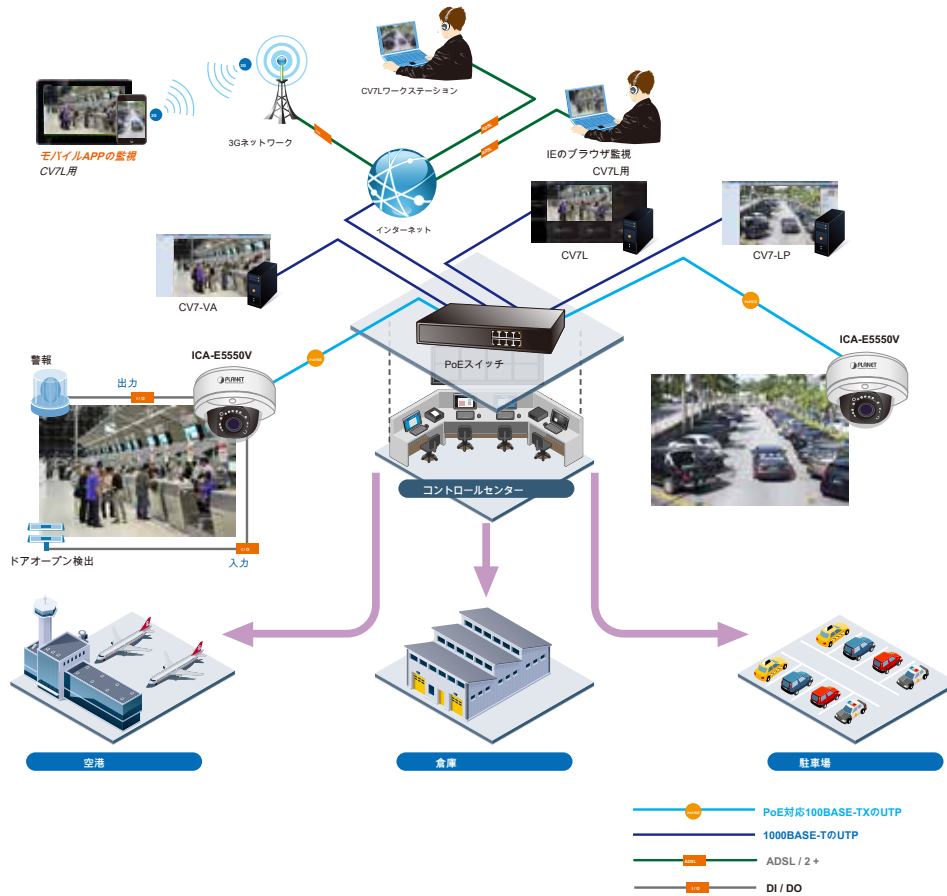 CV7Lワークステーション
3Gネットワーク
モバイルAPPの監視
CV7L用
IEのブラウザ監視
CV7L用
インターネット
CV7-VA
CV7L
CV7-LP
PoEスイッチ
ICA-E5550V
ICA-E5550V
PLANET
PLANET
警報
出力
コントロールセンター
ドアオープン検出
入力
空港
倉庫
駐車場
PoE対応100BASE-TXのUTP
1000BASE-TのUTP
ADSL
ADSL / 2 +
DI / DO